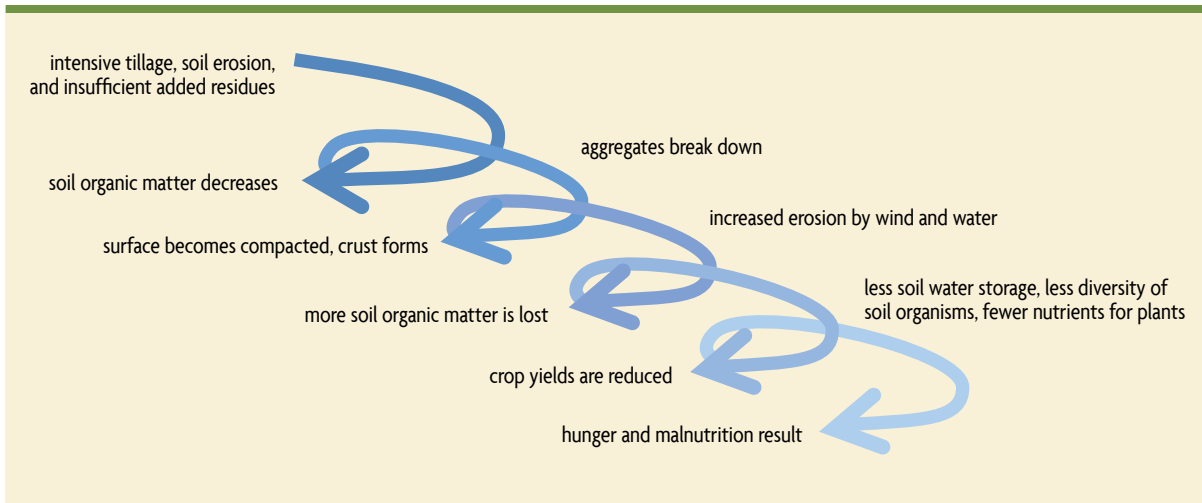 intensive tillage, soil erosion,
and insufficient added residues
aggregates break down
soil organic matter decreases
increased erosion by wind and water
surface becomes compacted, crust forms
less soil water storage, less diversity of
soil organisms, fewer nutrients for plants
more soil organic matter is lost
crop yields are reduced
hunger and malnutrition result